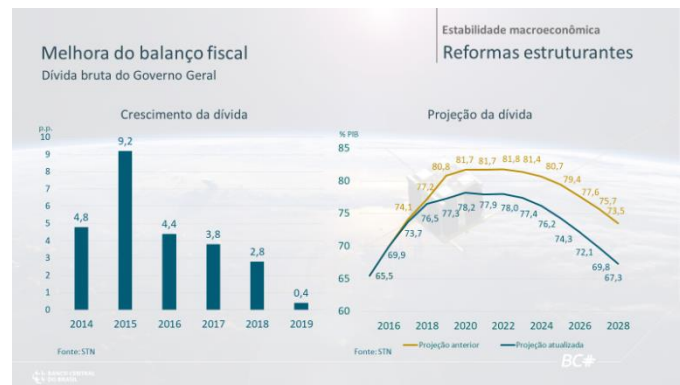 Estabilidade macroeconômica
Melhora do balanço fiscal
Reformas estruturantes
Dívida bruta do Governo Geral
Crescimento da dívida
P.P.
10
9
8
7
6
5
4
3
2
1
0
4,8
9,2
4,4
3,8
2,8
0,4
2014 2015 2016 2017 2018 2019
Fonte: STN
Projeção da dívida
% PIB
85
80
75
70
65
60
74,1 77,2 80,8 81,7 81,7 81,8 81,4 80,7 79,4 77,6 75,7 73,5
65,5 69,9 73,7 76,5 77,3 78,2 77,9 78,0 77,4 76,2 74,3 72,1 69,8 67,3
2016 2018 2020 2022 2024 2026 2028
Fonte: STN
Projeção anterior Projeção atualizada
BANCO CENTRAL
DO BRASIL
BC#